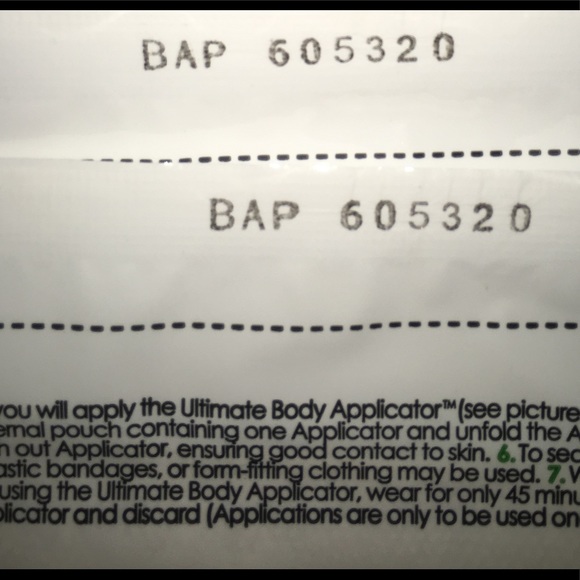 BAP 605320
BAP 605320
you will apply the Ultimate Body Applicator™ (see picture
ernal pouch containing one Applicator and unfold the A
n out Applicator, ensuring good contact to skin. 6. To sec
astic bandages, or form-fitting clothing may be used. 7. W
using the Ultimate Body Applicator, wear for only 45 minu
plicator and discard (Applications are only to be used on